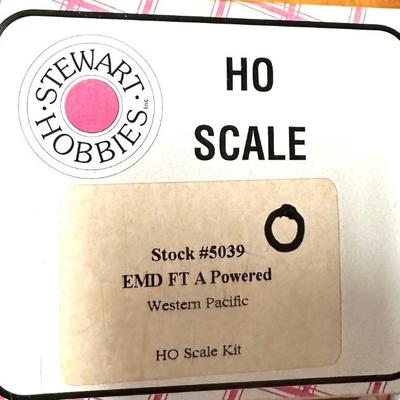 STEWART HOBBIES Inc
HO
SCALE
Stock #5039
EMD FT A Powered
Western Pacific
HO Scale Kit